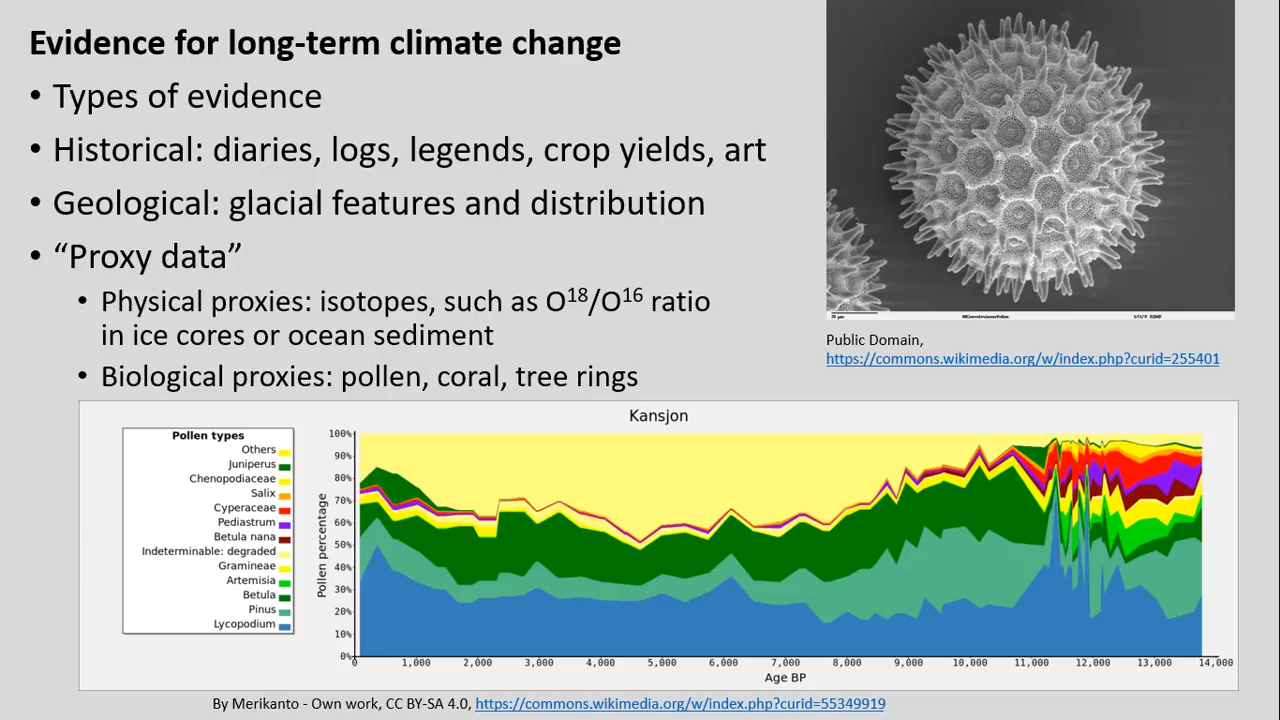 Evidence for long-term climate change
• Types of evidence
• Historical: diaries, logs, legends, crop yields, art
• Geological: glacial features and distribution
• “Proxy data”
• Physical proxies: isotopes, such as O18/O16 ratio
in ice cores or ocean sediment
• Biological proxies: pollen, coral, tree rings
Public Domain,
https://commons.wikimedia.org/w/index.php?curid=255401
Kansjon
Pollen types
Others
Juniperus
Chenopodiaceae
Salix
Cyperaceae
Pediastrum
Betula nana
Indeterminable: degraded
Gramineae
Artemisia
Betula
Pinus
Lycopodium
Pollen percentage
100%
90%
80%
70%
60%
50%
40%
30%
20%
10%
0%
0 1,000 2,000 3,000 4,000 5,000 6,000 7,000 8,000 9,000 10,000 11,000 12,000 13,000 14,000
Age BP
By Merikanto - Own work, CC BY-SA 4.0, https://commons.wikimedia.org/w/index.php?curid=55349919